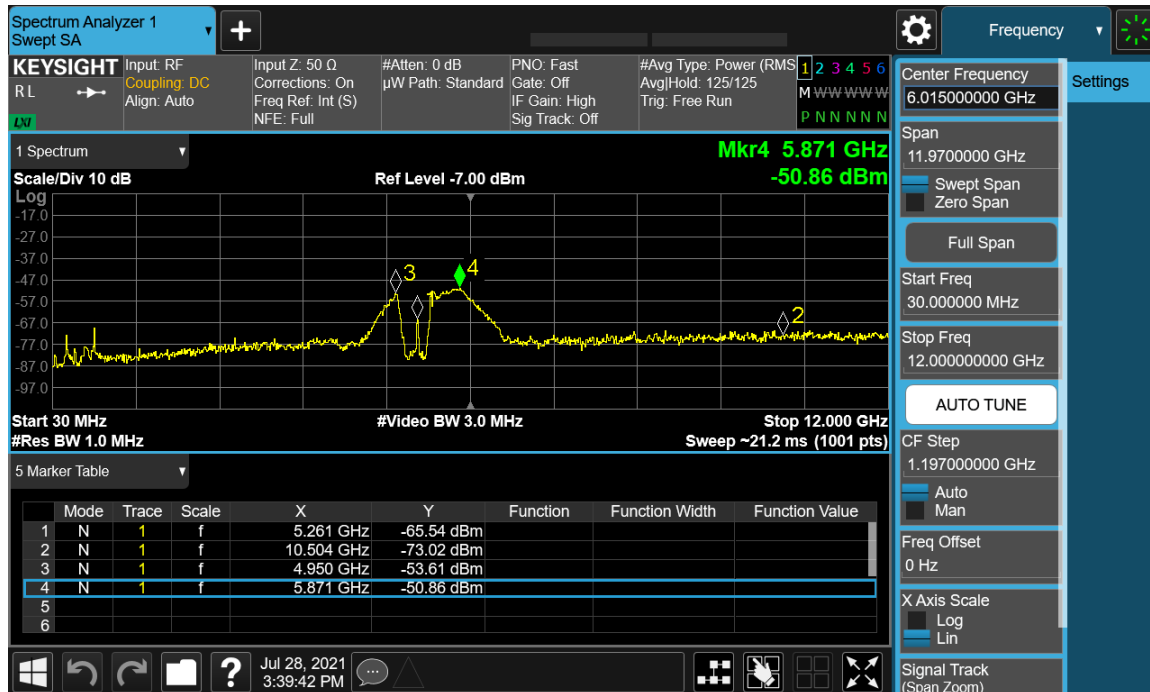 Spectrum Analyzer 1
Swept SA
+
Frequency
KEYSIGHT
R L
LXI
Input: RF
Coupling: DC
Align: Auto
Input Z: 50 Ω
Corrections: On
Freq Ref: Int (S)
NFE: Full
#Atten: 0 dB
µW Path: Standard
PNO: Fast
Gate: Off
IF Gain: High
Sig Track: Off
#Avg Type: Power (RMS
Avg|Hold: 125/125
Trig: Free Run
1 2 3 4 5 6
M W W W W W
P N N N N N
1 Spectrum
Scale/Div 10 dB
Ref Level -7.00 dBm
Mkr4 5.871 GHz
-50.86 dBm
Log
-17.0
-27.0
-37.0
-47.0
-57.0
-67.0
-77.0
-87.0
-97.0
3
4
1
2
Start 30 MHz
#Video BW 3.0 MHz
Stop 12.000 GHz
#Res BW 1.0 MHz
Sweep ~21.2 ms (1001 pts)
5 Marker Table
Mode Trace Scale X Y Function Function Width Function Value
1 N 1 f 5.261 GHz -65.54 dBm
2 N 1 f 10.504 GHz -73.02 dBm
3 N 1 f 4.950 GHz -53.61 dBm
4 N 1 f 5.871 GHz -50.86 dBm
5
6
Center Frequency
6.015000000 GHz
Settings
Span
11.9700000 GHz
Swept Span
Zero Span
Full Span
Start Freq
30.000000 MHz
Stop Freq
12.000000000 GHz
AUTO TUNE
CF Step
1.197000000 GHz
Auto
Man
Freq Offset
0 Hz
X Axis Scale
Log
Lin
Signal Track
(Span Zoom)
?
Jul 28, 2021
3:39:42 PM